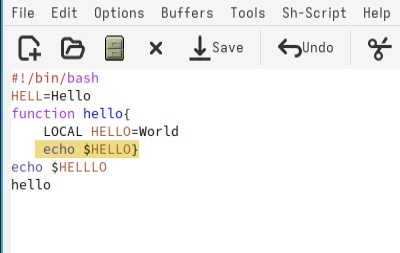 File Edit Options Buffers Tools Sh-Script Help
Save Undo
#!/bin/bash
HELL=Hello
function hello{
    LOCAL HELLO=World
    echo $HELLO}
echo $HELLLO
hello